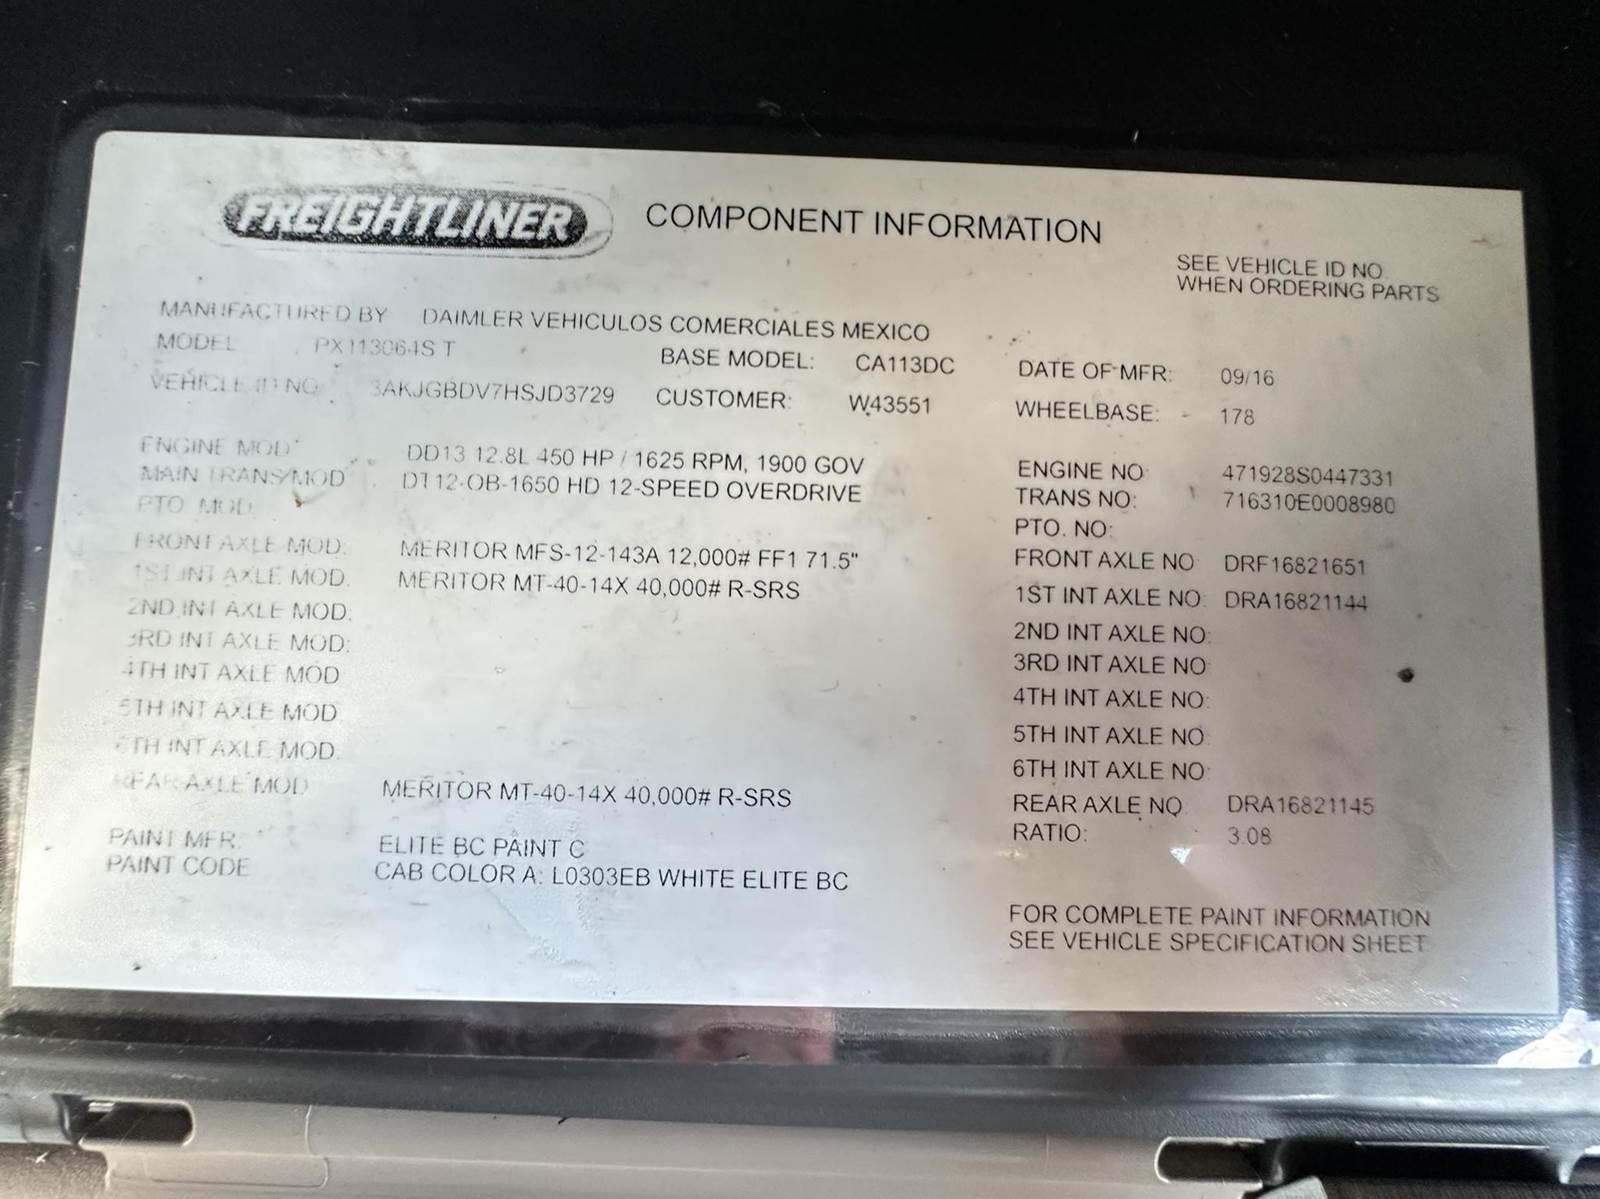 FREIGHTLINER COMPONENT INFORMATION
SEE VEHICLE ID NO.
WHEN ORDERING PARTS
MANUFACTURED BY DAIMLER VEHICULOS COMERCIALES MEXICO
MODEL PX113064S T BASE MODEL: CA113DC DATE OF MFR: 09/16
VEHICLE ID NO 3AKJGBDV7HSJD3729 CUSTOMER: W43551 WHEELBASE: 178
ENGINE MOD DD13 12.8L 450 HP / 1625 RPM, 1900 GOV ENGINE NO 471928S0447331
MAIN TRANS/MOD DT12-OB-1650 HD 12-SPEED OVERDRIVE TRANS NO: 716310E0008980
PTO MOD PTO. NO:
FRONT AXLE MOD. MERITOR MFS-12-143A 12,000# FF1 71.5" FRONT AXLE NO DRF16821651
1ST INT AXLE MOD. MERITOR MT-40-14X 40,000# R-SRS 1ST INT AXLE NO: DRA16821144
2ND INT AXLE MOD: 2ND INT AXLE NO:
3RD INT AXLE MOD: 3RD INT AXLE NO
4TH INT AXLE MOD 4TH INT AXLE NO:
5TH INT AXLE MOD 5TH INT AXLE NO
6TH INT AXLE MOD. 6TH INT AXLE NO:
REAR AXLE MOD MERITOR MT-40-14X 40,000# R-SRS REAR AXLE NO DRA16821145
RATIO: 3.08
PAINT MFR: ELITE BC PAINT C
PAINT CODE CAB COLOR A: L0303EB WHITE ELITE BC
FOR COMPLETE PAINT INFORMATION
SEE VEHICLE SPECIFICATION SHEET